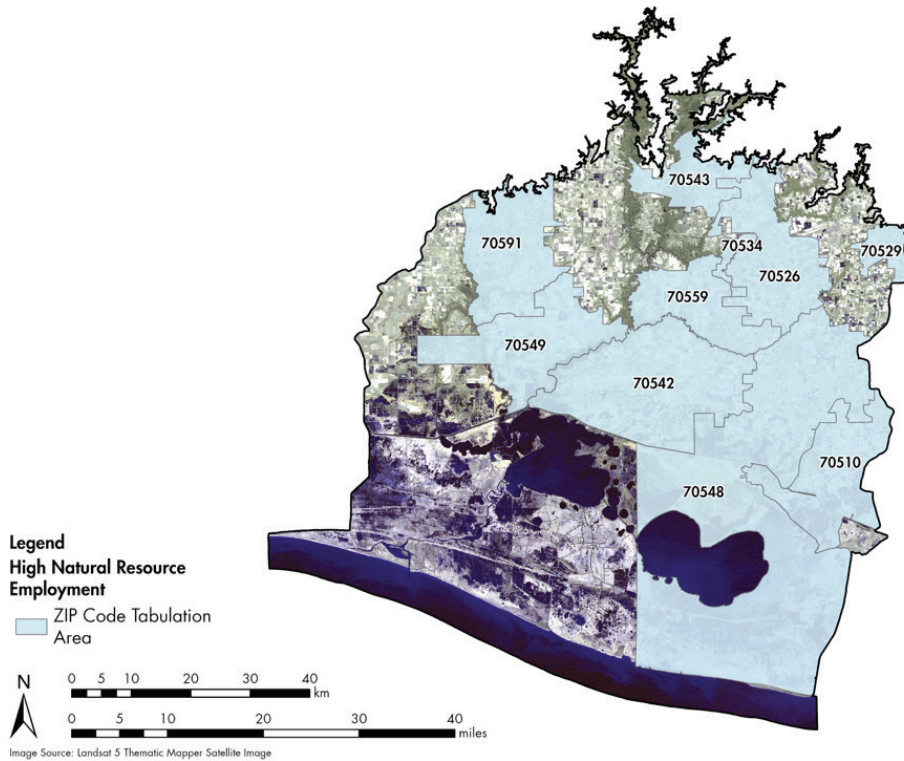 70543
70591
70534
70529
70526
70559
70549
70542
70510
70548
Legend
High Natural Resource
Employment
ZIP Code Tabulation
Area
N
0 5 10 20 30 40
km
0 5 10 20 30 40
miles
Image Source: Landsat 5 Thematic Mapper Satellite Image